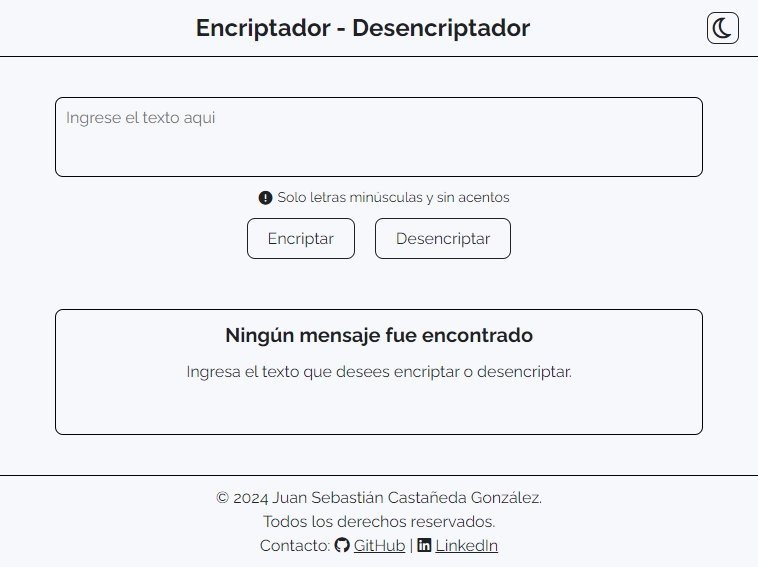 Encriptador - Desencriptador
Ingrese el texto aqui
Solo letras minúsculas y sin acentos
Encriptar Desencriptar
Ningún mensaje fue encontrado
Ingresa el texto que desees encriptar o desencriptar.
© 2024 Juan Sebastián Castañeda González.
Todos los derechos reservados.
Contacto: GitHub | LinkedIn